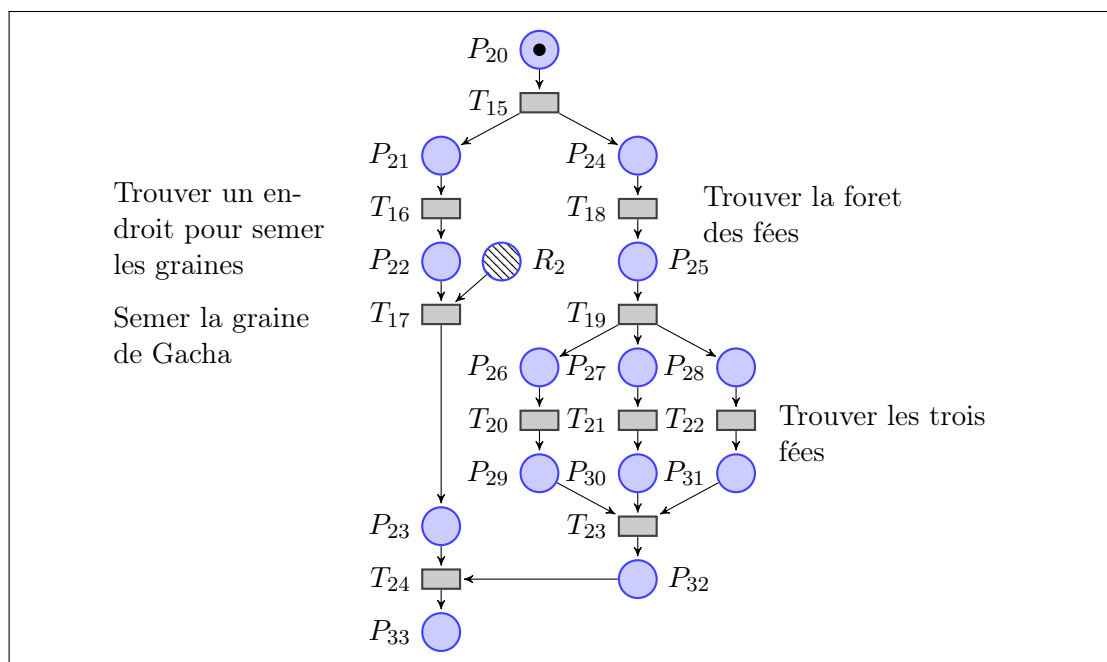 P20
T15
P21
P24
Trouver un en-
droit pour semer
les graines
T16
T18
Trouver la foret
des fées
P22
R2
P25
Semer la graine
de Gacha
T17
T19
P26
P27
P28
T20
T21
T22
Trouver les trois
fées
P29
P30
P31
P23
T23
T24
P32
P33